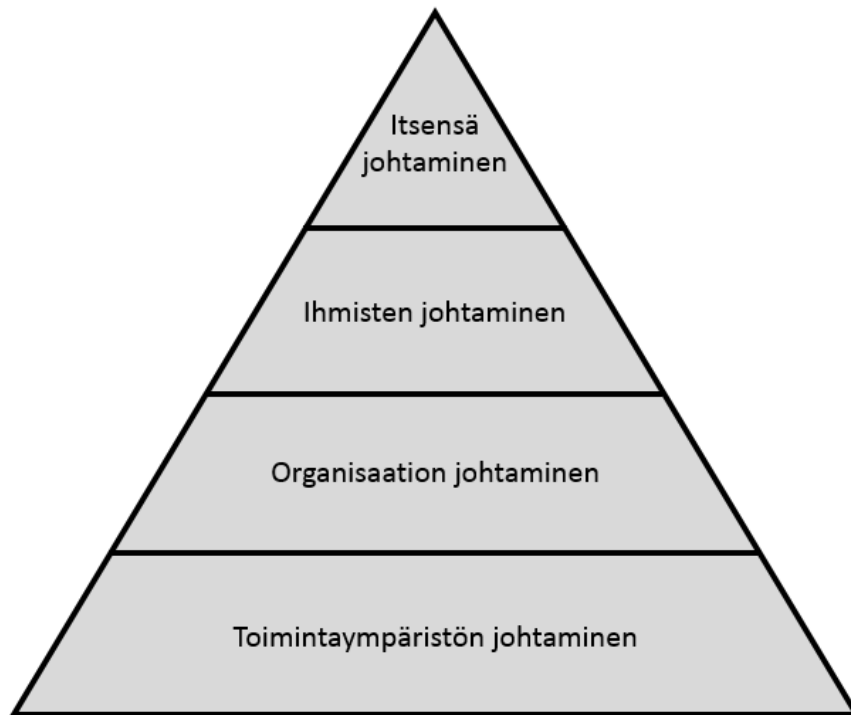 Itsensä
johtaminen
Ihmisten johtaminen
Organisaation johtaminen
Toimintaympäristön johtaminen